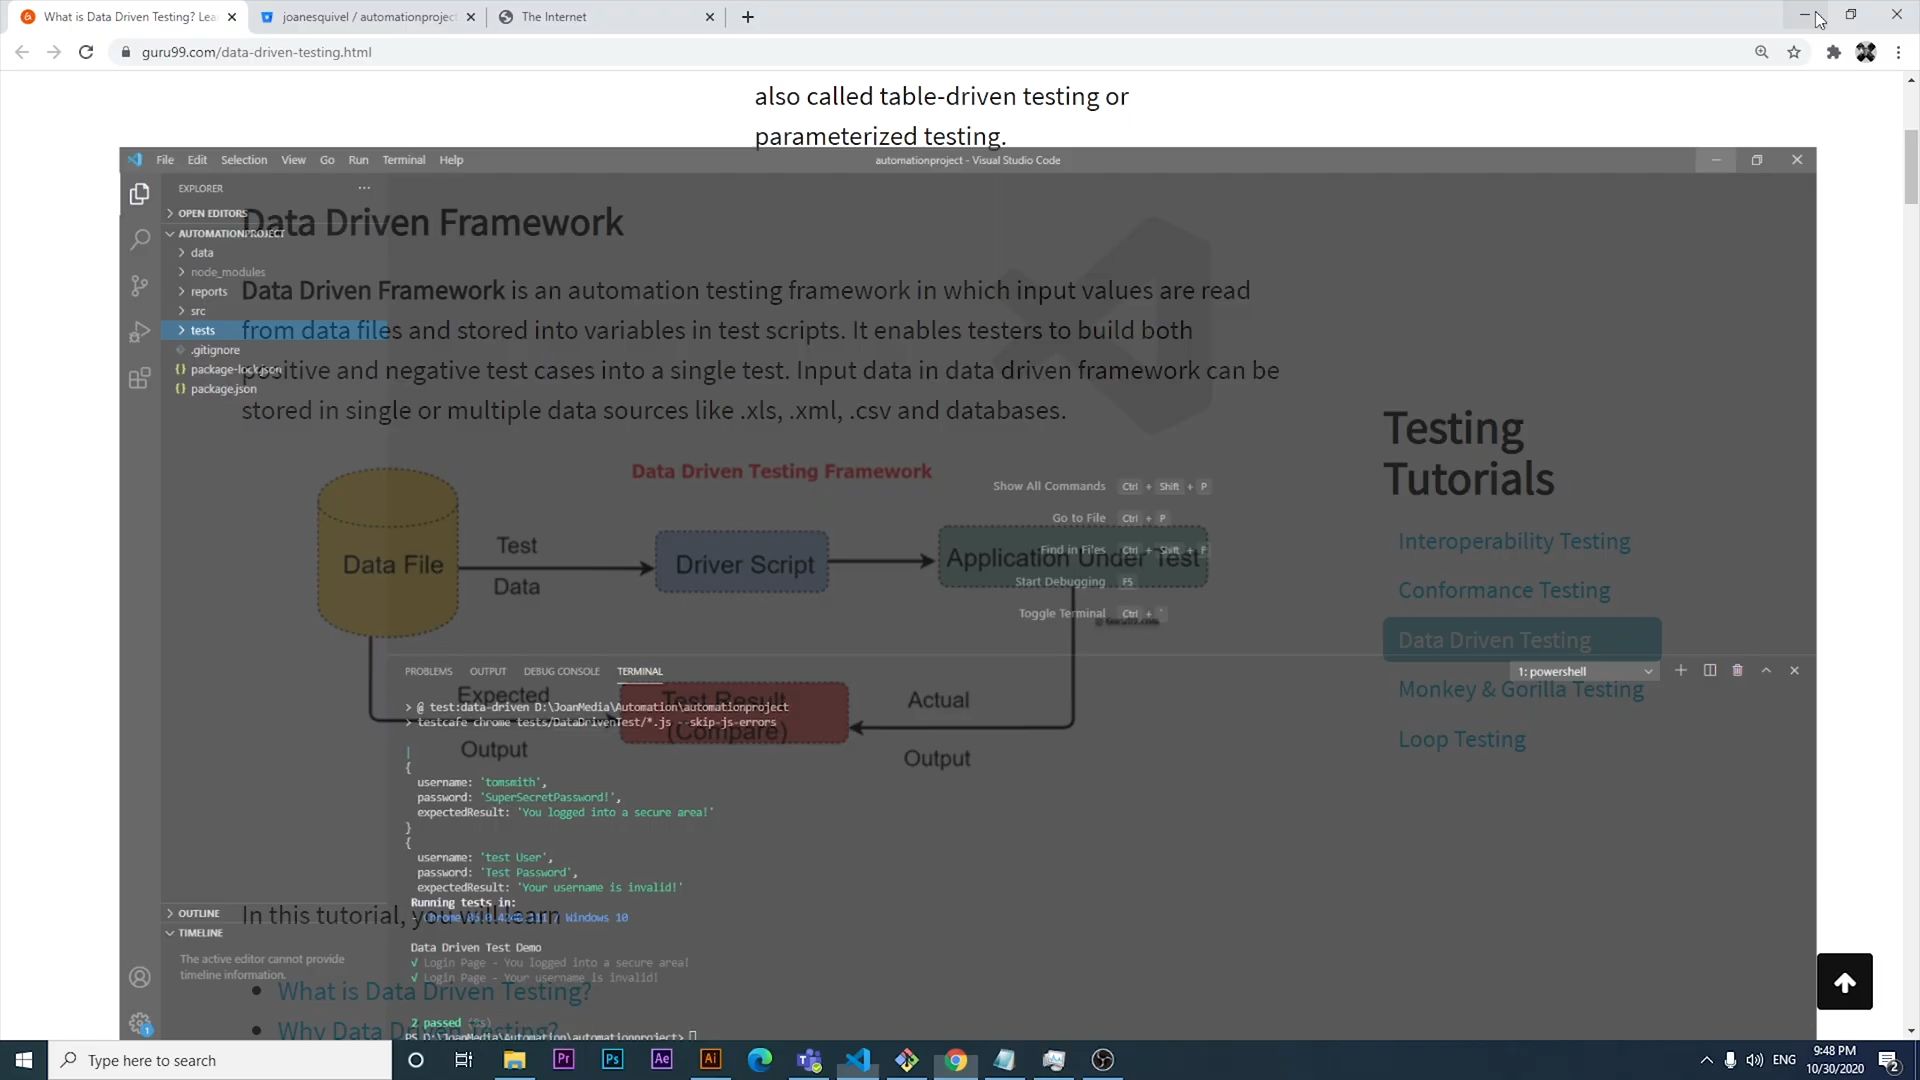 What is Data Driven Testing? Lea
joanesquivel / automationproject
The Internet
guru99.com/data-driven-testing.html
also called table-driven testing or
parameterized testing.
File Edit Selection View Go Run Terminal Help
automationproject - Visual Studio Code
EXPLORER
OPEN EDITORS
AUTOMATIONPROJECT
data
node_modules
reports
src
tests
.gitignore
package-lock.json
package.json
Data Driven Framework
Data Driven Framework is an automation testing framework in which input values are read
from data files and stored into variables in test scripts. It enables testers to build both
positive and negative test cases into a single test. Input data in data driven framework can be
stored in single or multiple data sources like .xls, .xml, .csv and databases.
Data Driven Testing Framework
Data File
Test
Data
Driver Script
Application Under Test
Expected
Output
Test Result
(Compare)
Actual
Output
Show All Commands Ctrl + Shift + P
Go to File Ctrl + P
Find in Files Ctrl + Shift + F
Start Debugging F5
Toggle Terminal Ctrl + `
Testing
Tutorials
Interoperability Testing
Conformance Testing
Data Driven Testing
Monkey & Gorilla Testing
Loop Testing
PROBLEMS OUTPUT DEBUG CONSOLE TERMINAL
1: powershell
> @ test:data-driven D:\JoanMedia\Automation\automationproject
> testcafe chrome tests/DataDrivenTest/*.js --skip-js-errors
|
{
username: 'tomsmith',
password: 'SuperSecretPassword!',
expectedResult: 'You logged into a secure area!'
}
{
username: 'test User',
password: 'Test Password',
expectedResult: 'Your username is invalid!'
Running tests in:
/ Windows 10
Data Driven Test Demo
√ Login Page - You logged into a secure area!
√ Login Page - Your username is invalid!
2 passed
PS D:\JoanMedia\Automation\automationproject>
OUTLINE
TIMELINE
The active editor cannot provide
timeline information.
In this tutorial, you will learn
What is Data Driven Testing?
Why Data Driven Testing?
1
Type here to search
Pr
Ps
Ae
Ai
ENG
9:48 PM
10/30/2020
2